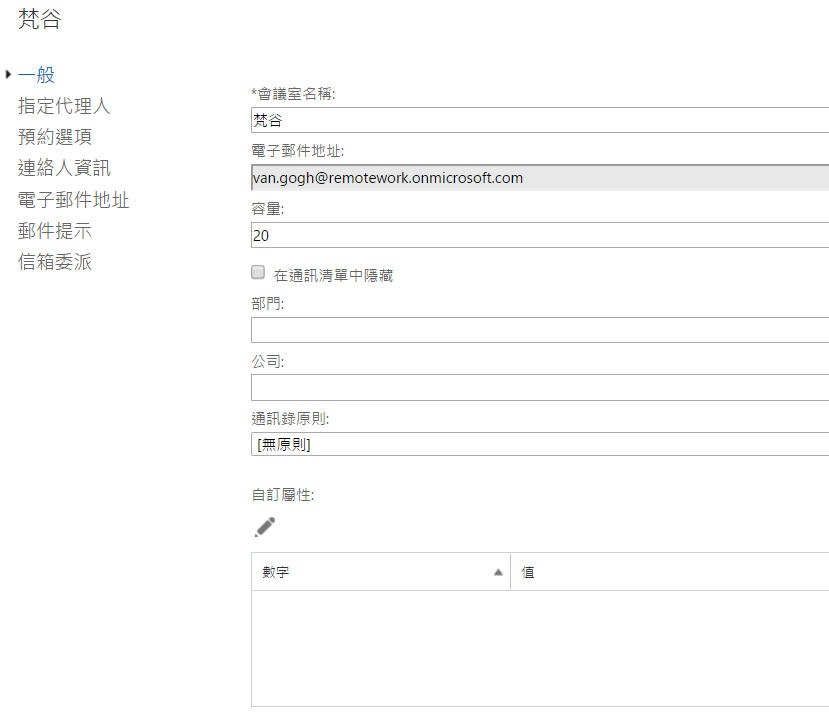 梵谷
一般
指定代理人
預約選項
連絡人資訊
電子郵件地址
郵件提示
信箱委派
*會議室名稱:
梵谷
電子郵件地址:
van.gogh@remotework.onmicrosoft.com
容量:
20
在通訊清單中隱藏
部門:
公司:
通訊錄原則:
[無原則]
自訂屬性:
數字 值